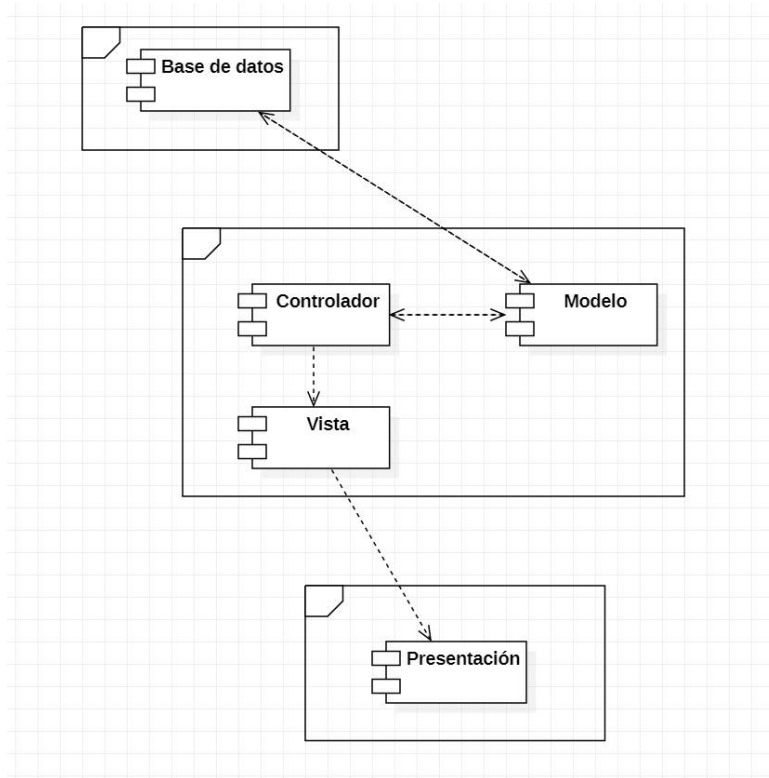 Base de datos
Controlador
Modelo
Vista
Presentación